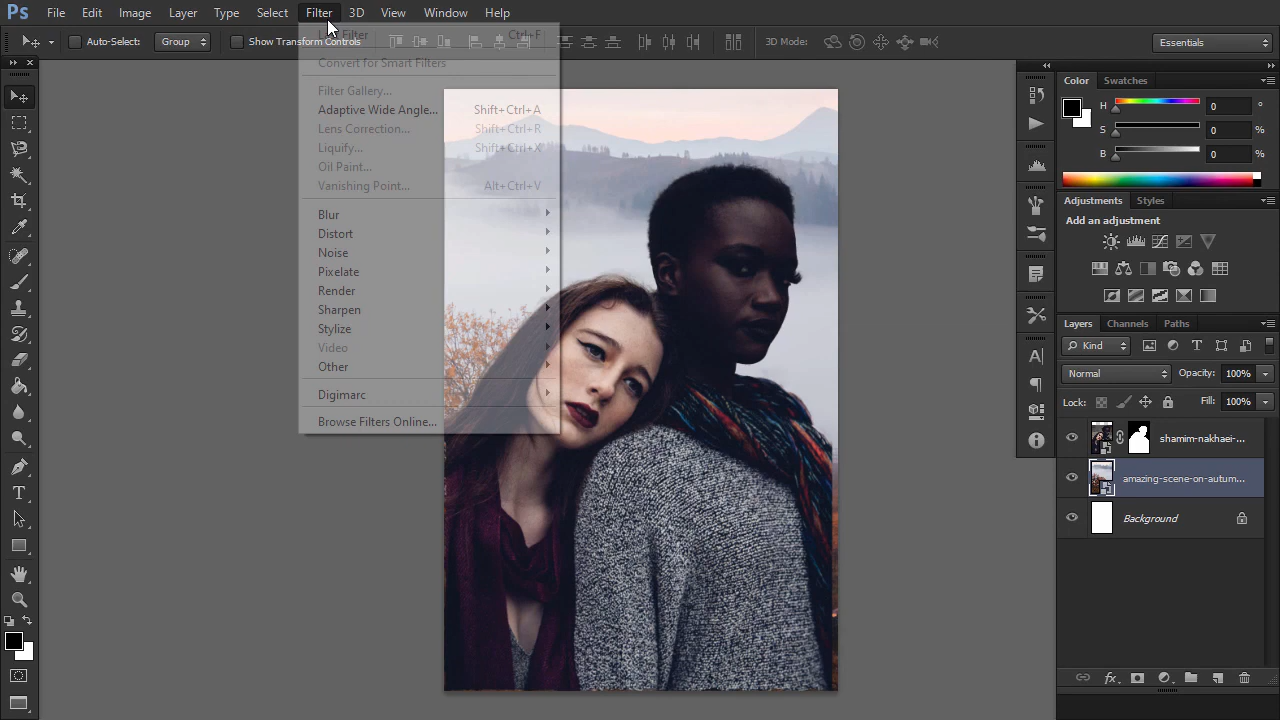 Ps File Edit Image Layer Type Select Filter 3D View Window Help
Auto-Select: Group Show Transform Controls 3D Mode: Essentials
Ctrl+F
Convert for Smart Filters
Filter Gallery...
Adaptive Wide Angle... Shift+Ctrl+A
Lens Correction... Shift+Ctrl+R
Liquify... Shift+Ctrl+X
Oil Paint...
Vanishing Point... Alt+Ctrl+V
Blur
Distort
Noise
Pixelate
Render
Sharpen
Stylize
Video
Other
Digimarc
Browse Filters Online...
Color Swatches
H 0 °
S 0 %
B 0 %
Adjustments Styles
Add an adjustment
Layers Channels Paths
Kind
Normal Opacity: 100%
Lock: Fill: 100%
shamim-nakhaei-...
amazing-scene-on-autum...
Background